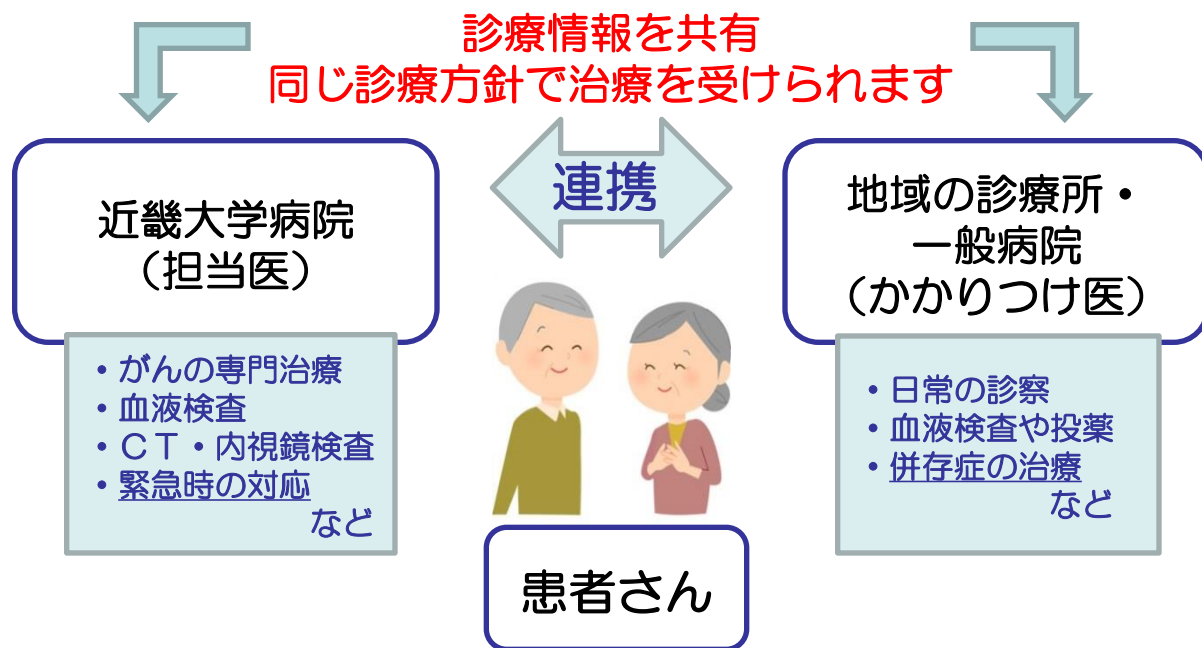 診療情報を共有
同じ診療方針で治療を受けられます
連携
近畿大学病院
（担当医）
・がんの専門治療
・血液検査
・ＣＴ・内視鏡検査
・緊急時の対応
など
地域の診療所・
一般病院
（かかりつけ医）
・日常の診察
・血液検査や投薬
・併存症の治療
など
患者さん